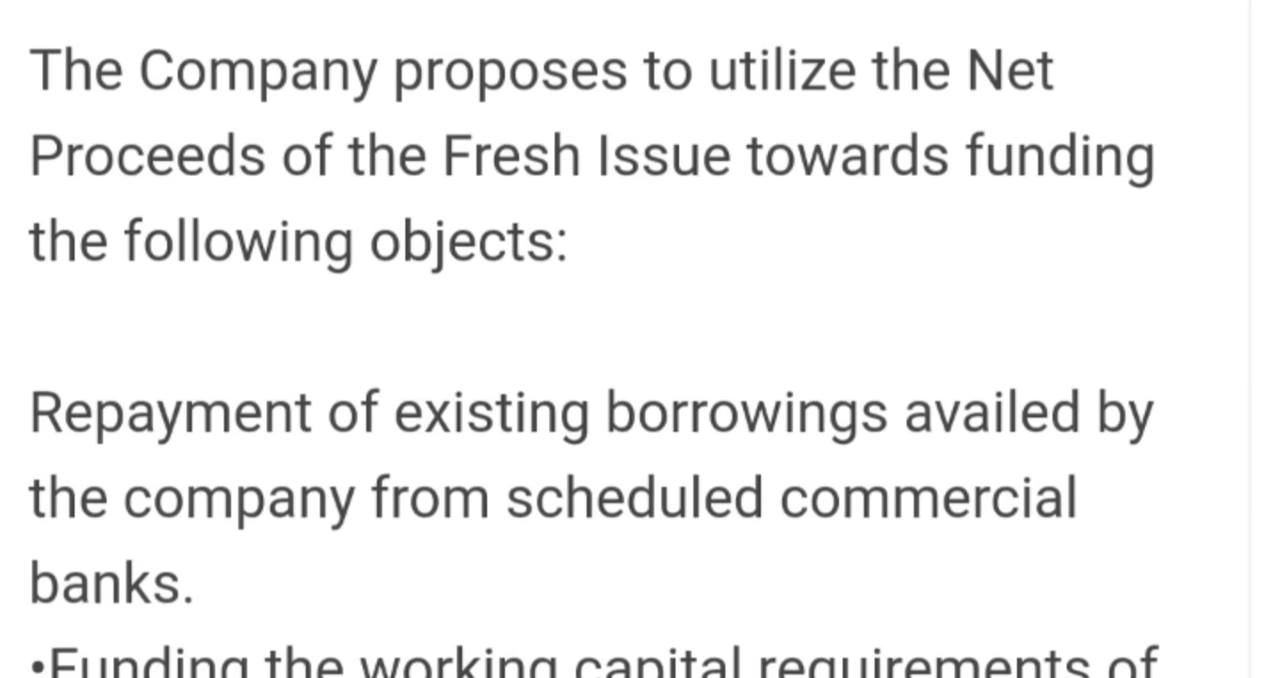 The Company proposes to utilize the Net
Proceeds of the Fresh Issue towards funding
the following objects:
Repayment of existing borrowings availed by
the company from scheduled commercial
banks.
•Funding the working capital requirements of